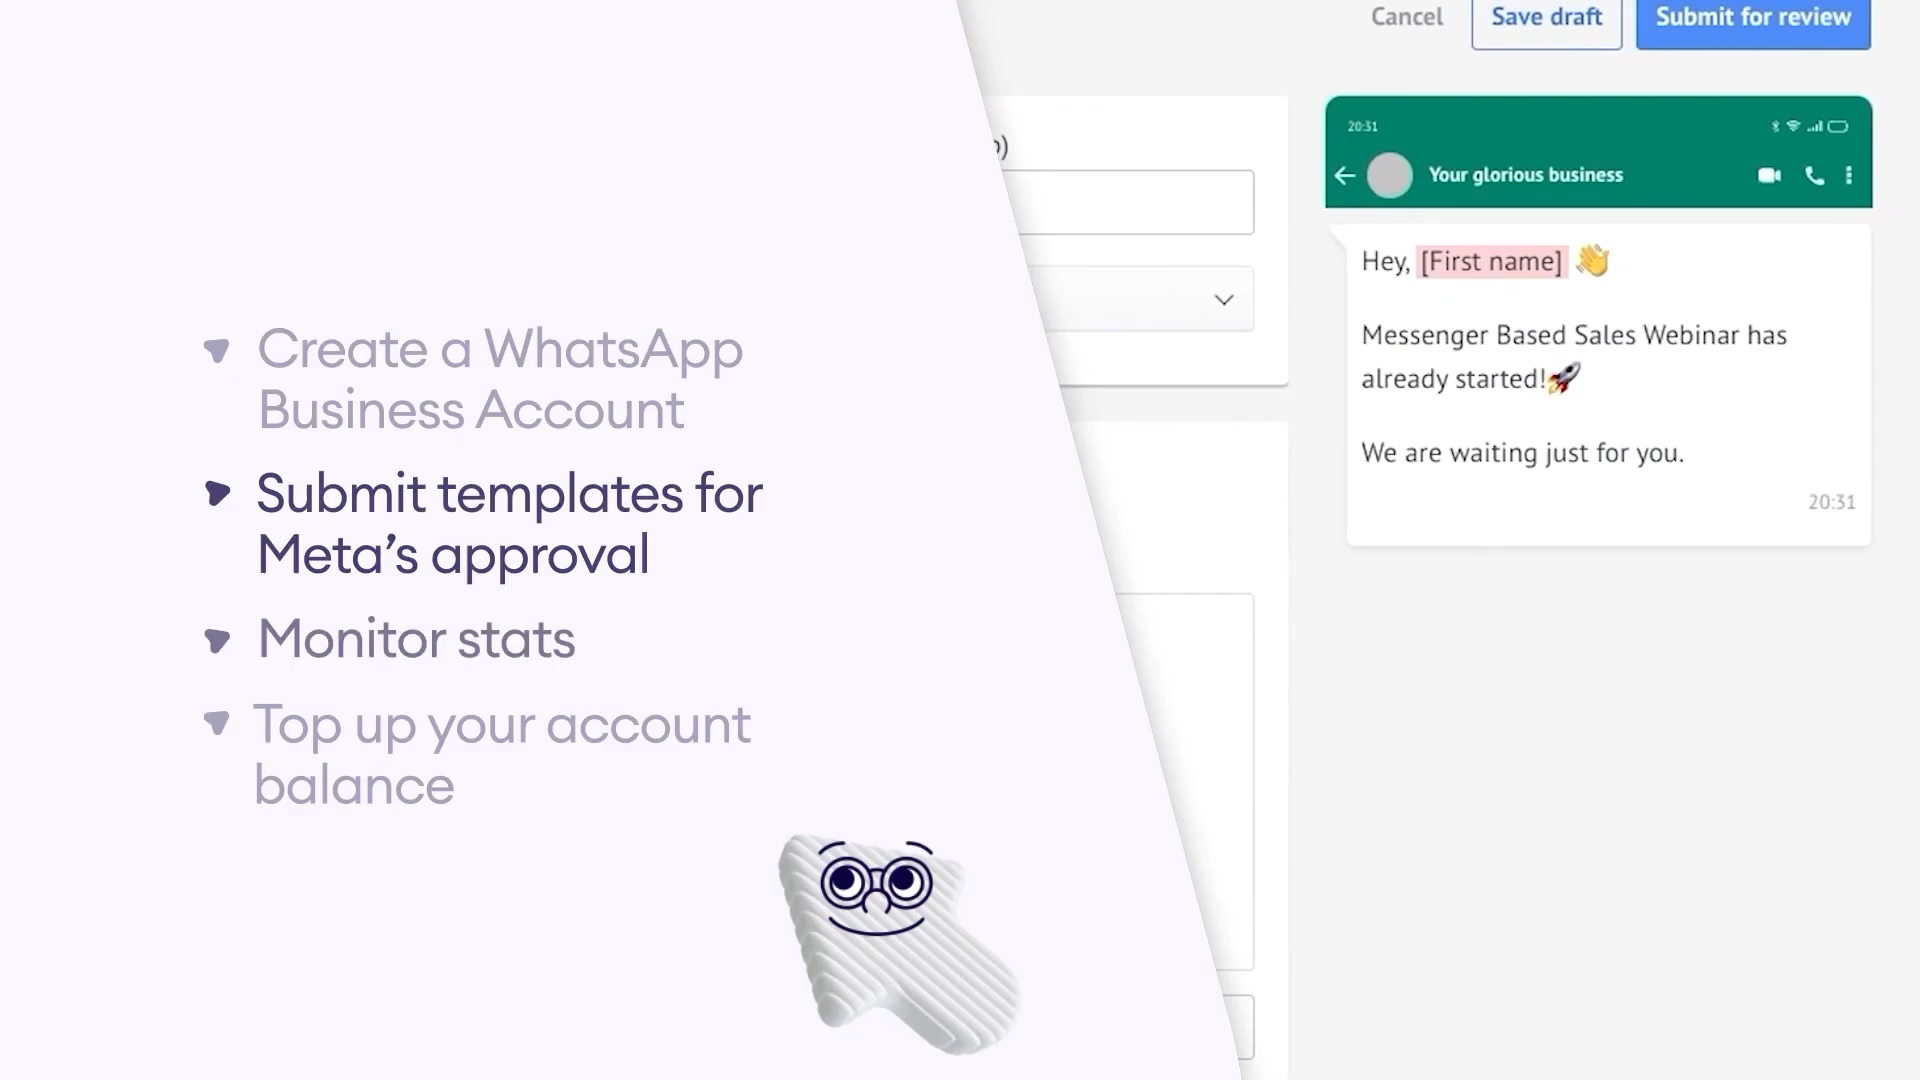 Create a WhatsApp
Business Account
Submit templates for
Meta’s approval
Monitor stats
Top up your account
balance
Cancel
Save draft
Submit for review
20:31
Your glorious business
Hey, [First name] 👋
Messenger Based Sales Webinar has
already started!🚀
We are waiting just for you.
20:31